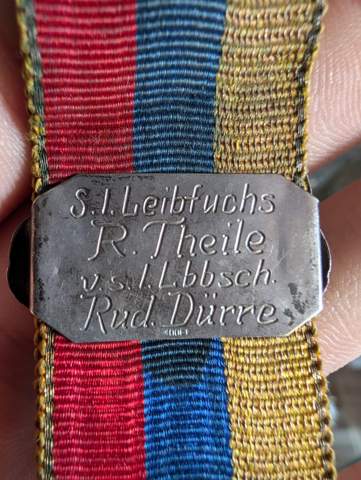 S. l. Leibfuchs
R. Theile
v. s. l. Lbbsch.
Rud. Dürre